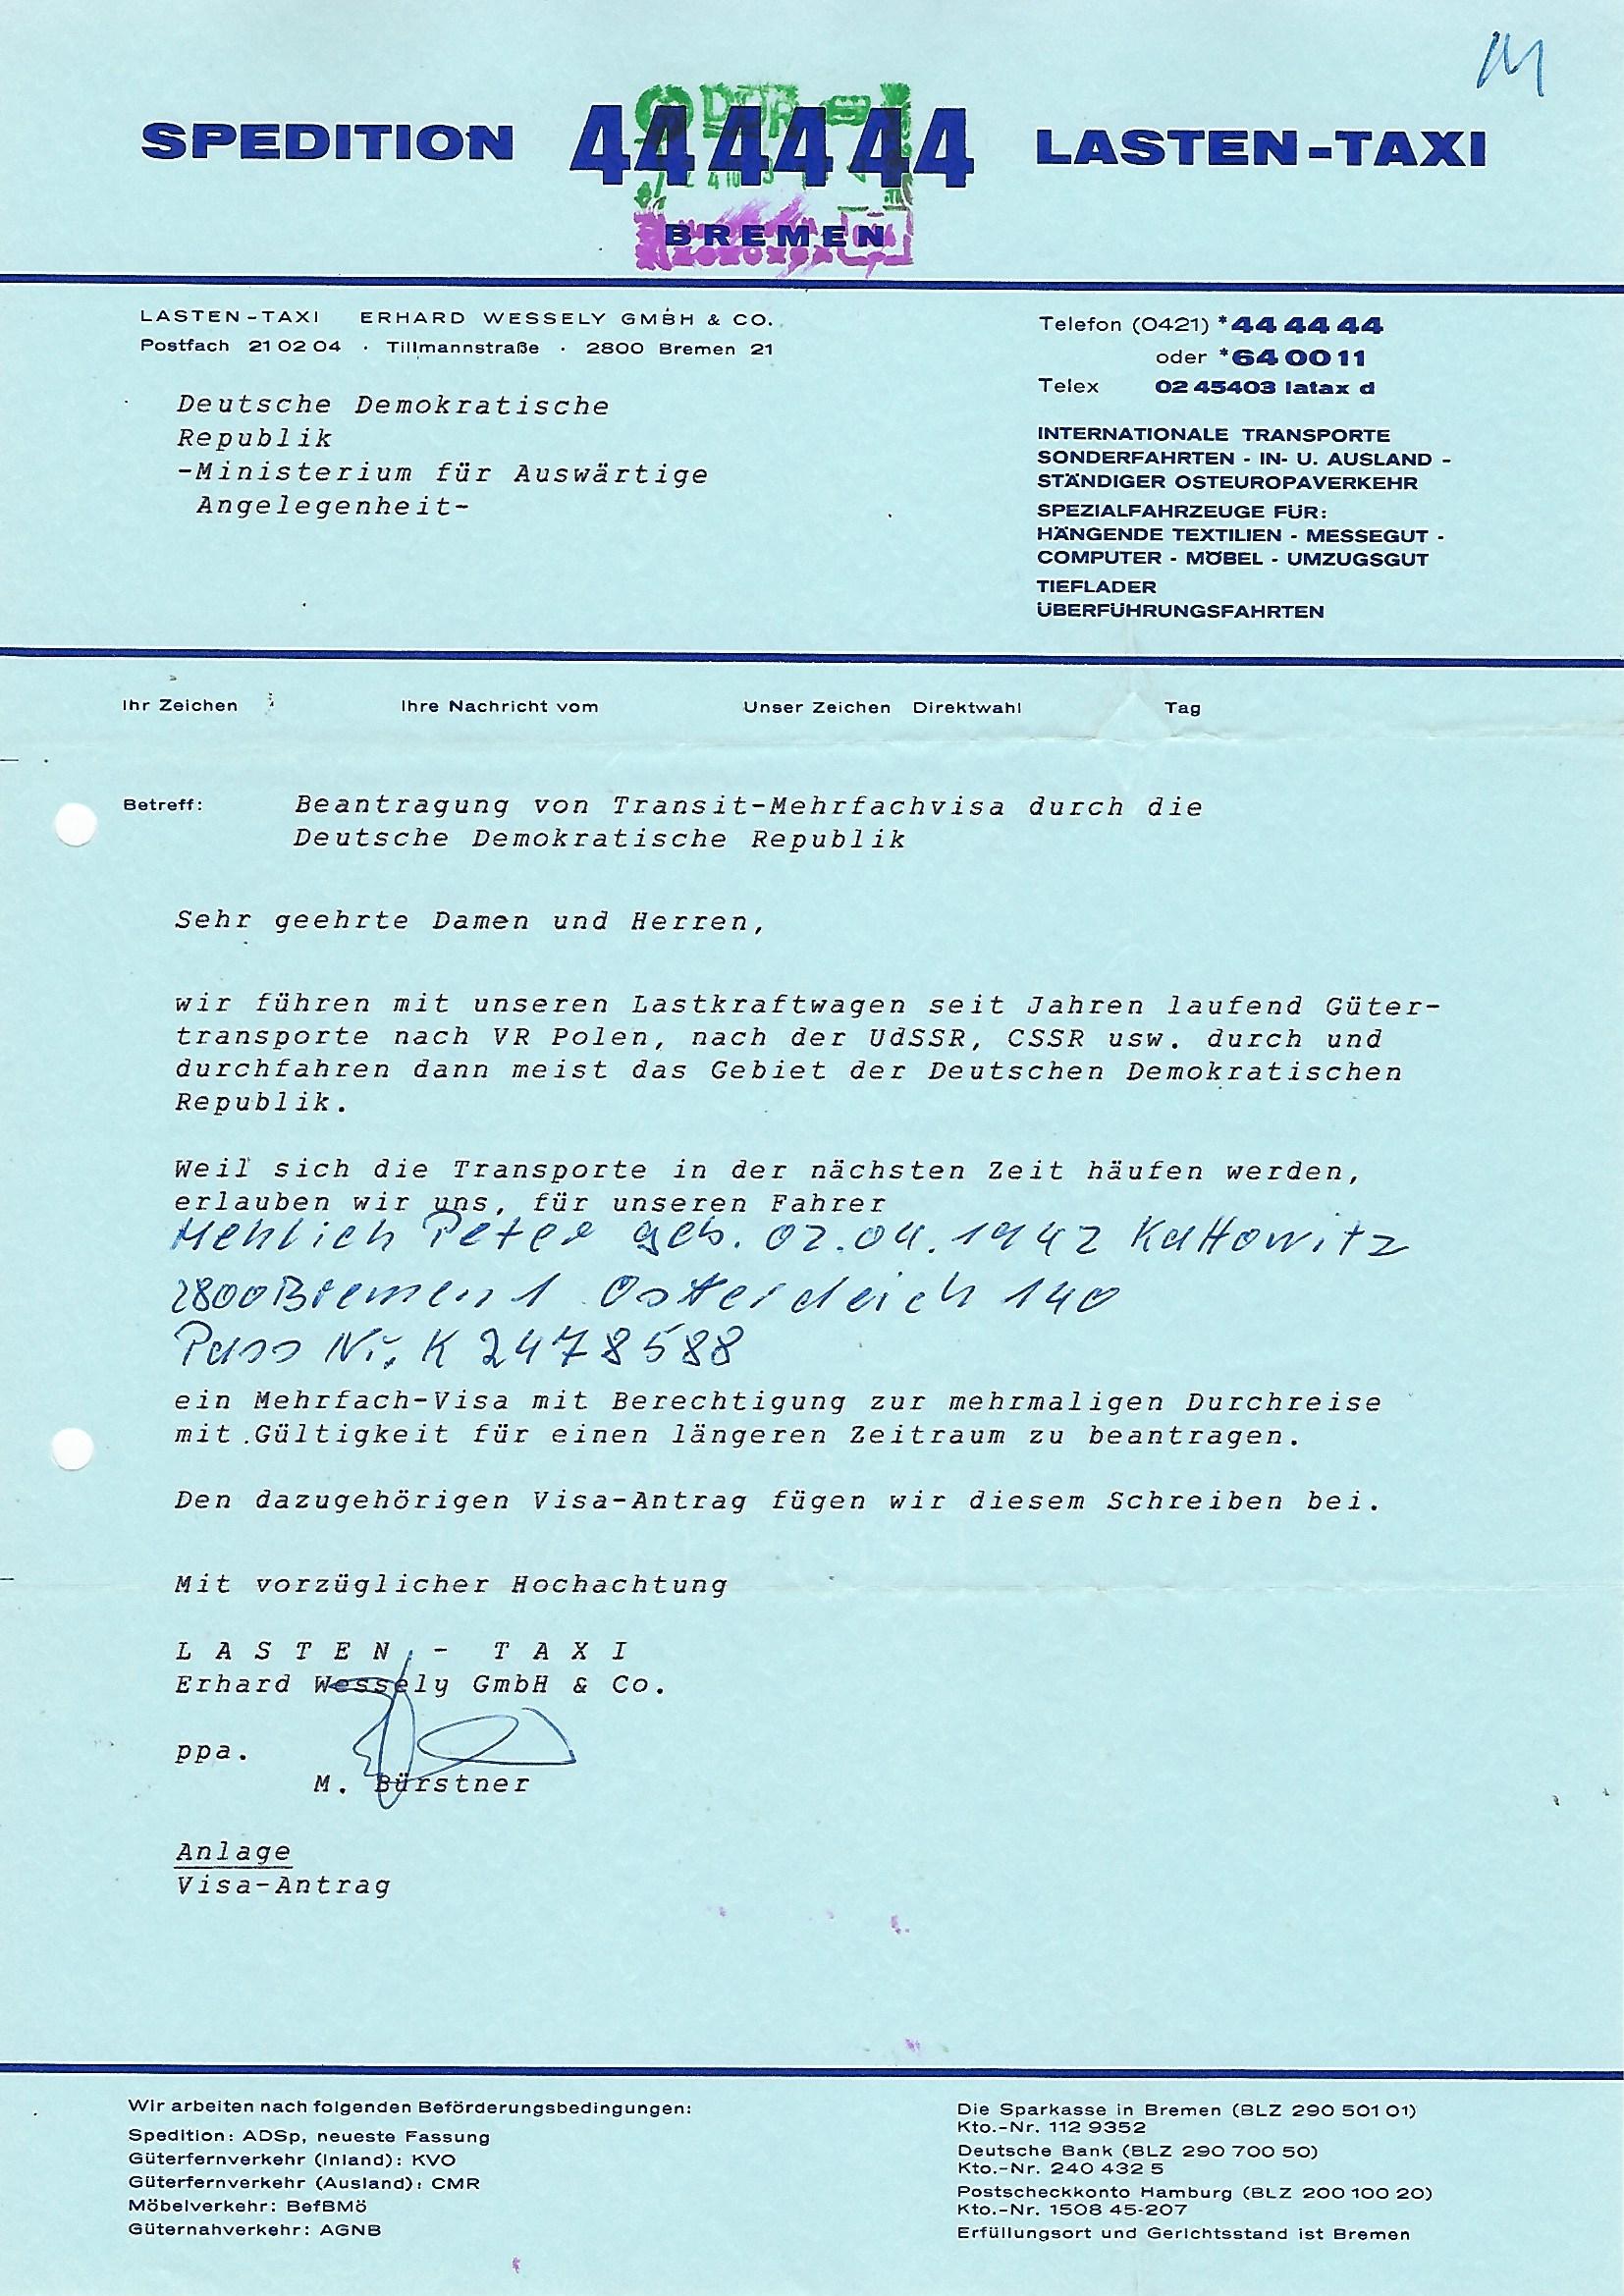 M
SPEDITION 44 44 44 LASTEN-TAXI
DDR
BREMEN
LASTEN-TAXI ERHARD WESSELY GMBH & CO.
Postfach 21 02 04 · Tillmannstraße · 2800 Bremen 21
Telefon (0421) *44 44 44
oder *64 00 11
Telex 02 45403 latax d
Deutsche Demokratische
Republik
-Ministerium für Auswärtige
Angelegenheit-
INTERNATIONALE TRANSPORTE
SONDERFAHRTEN - IN- U. AUSLAND -
STÄNDIGER OSTEUROPAVERKEHR
SPEZIALFAHRZEUGE FÜR:
HÄNGENDE TEXTILIEN - MESSEGUT -
COMPUTER - MÖBEL - UMZUGSGUT
TIEFLADER
ÜBERFÜHRUNGSFAHRTEN
Ihr Zeichen Ihre Nachricht vom Unser Zeichen Direktwahl Tag
Betreff: Beantragung von Transit-Mehrfachvisa durch die
Deutsche Demokratische Republik
Sehr geehrte Damen und Herren,
wir führen mit unseren Lastkraftwagen seit Jahren laufend Güter-
transporte nach VR Polen, nach der UdSSR, CSSR usw. durch und
durchfahren dann meist das Gebiet der Deutschen Demokratischen
Republik.
Weil sich die Transporte in der nächsten Zeit häufen werden,
erlauben wir uns, für unseren Fahrer
Mehlich Peter geb. 02.04.1942 Kattowitz
2800 Bremen 1 Osterdeich 140
Pass Nr. K 2478588
ein Mehrfach-Visa mit Berechtigung zur mehrmaligen Durchreise
mit Gültigkeit für einen längeren Zeitraum zu beantragen.
Den dazugehörigen Visa-Antrag fügen wir diesem Schreiben bei.
Mit vorzüglicher Hochachtung
L A S T E N - T A X I
Erhard Wessely GmbH & Co.
ppa.
M. Bürstner
Anlage
Visa-Antrag
Wir arbeiten nach folgenden Beförderungsbedingungen:
Spedition: ADSp, neueste Fassung
Güterfernverkehr (Inland): KVO
Güterfernverkehr (Ausland): CMR
Möbelverkehr: BefBMö
Güternahverkehr: AGNB
Die Sparkasse in Bremen (BLZ 290 501 01)
Kto.-Nr. 112 9352
Deutsche Bank (BLZ 290 700 50)
Kto.-Nr. 240 432 5
Postscheckkonto Hamburg (BLZ 200 100 20)
Kto.-Nr. 1508 45-207
Erfüllungsort und Gerichtsstand ist Bremen